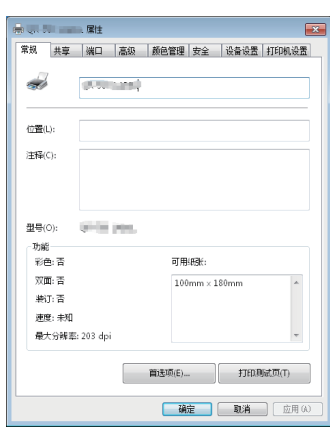 属性
常规 共享 端口 高级 颜色管理 安全 设备设置 打印机设置
位置(L):
注释(C):
型号(O):
功能
彩色: 否 可用纸张:
双面: 否 100mm x 180mm
装订: 否
速度: 未知
最大分辨率: 203 dpi
首选项(E)... 打印测试页(T)
确定 取消 应用(A)